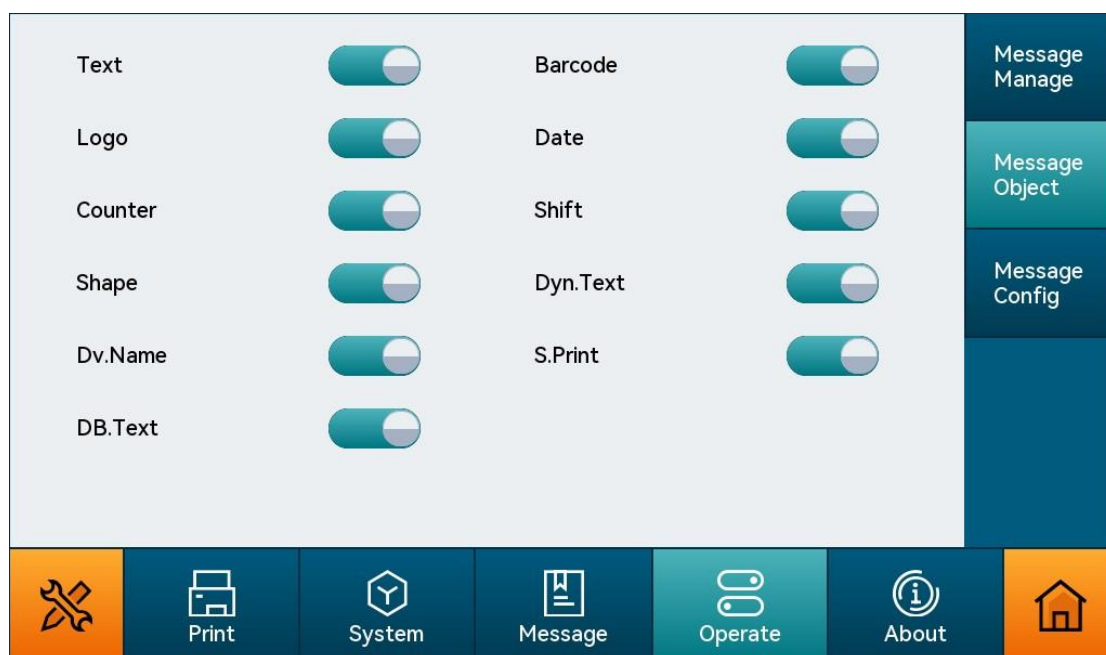 Text
Barcode
Logo
Date
Counter
Shift
Shape
Dyn.Text
Dv.Name
S.Print
DB.Text
Message
Manage
Message
Object
Message
Config
Print
System
Message
Operate
About